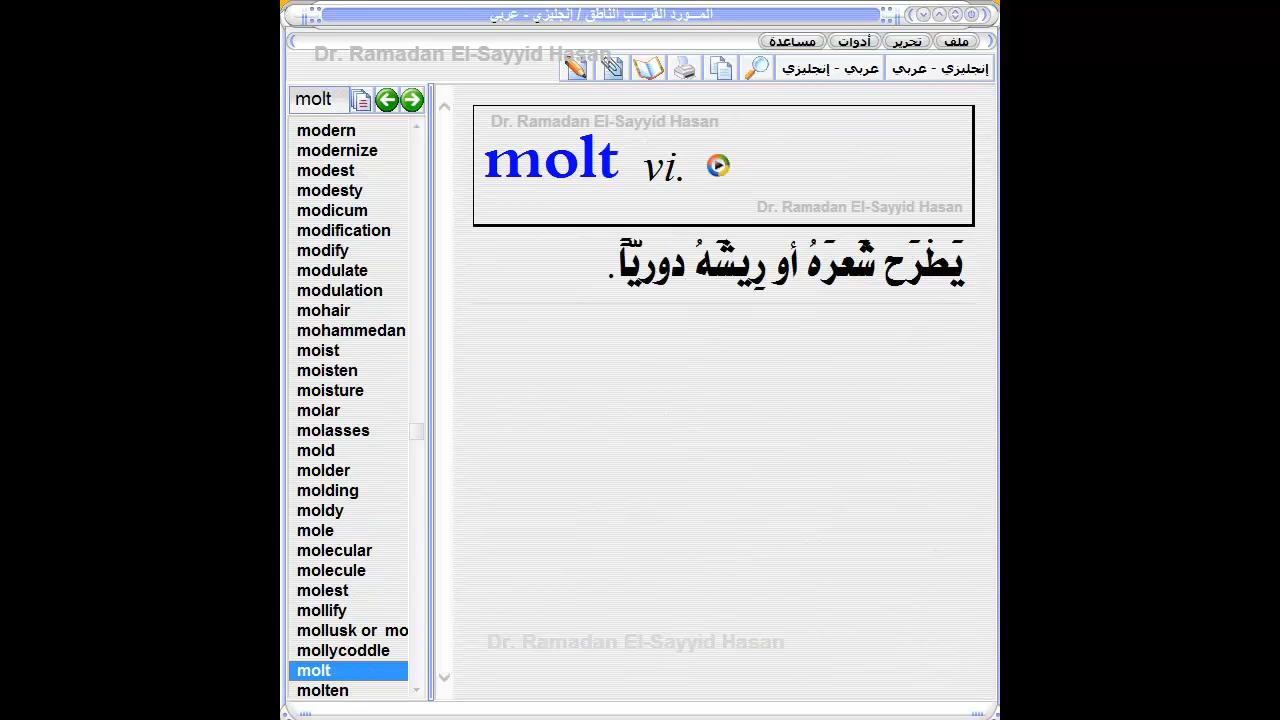 المــورد القريــب الناطق / إنجليزي - عربي
ملف تحرير أدوات مساعدة
Dr. Ramadan El-Sayyid Hasan
إنجليزي - عربي عربي - إنجليزي
molt
modern
modernize
modest
modesty
modicum
modification
modify
modulate
modulation
mohair
mohammedan
moist
moisten
moisture
molar
molasses
mold
molder
molding
moldy
mole
molecular
molecule
molest
mollify
mollusk or mo
mollycoddle
molt
molten
Dr. Ramadan El-Sayyid Hasan
molt vi.
Dr. Ramadan El-Sayyid Hasan
يَطْرَح شَعرَهُ أو رِيشَهُ دوريّاً .
Dr. Ramadan El-Sayyid Hasan